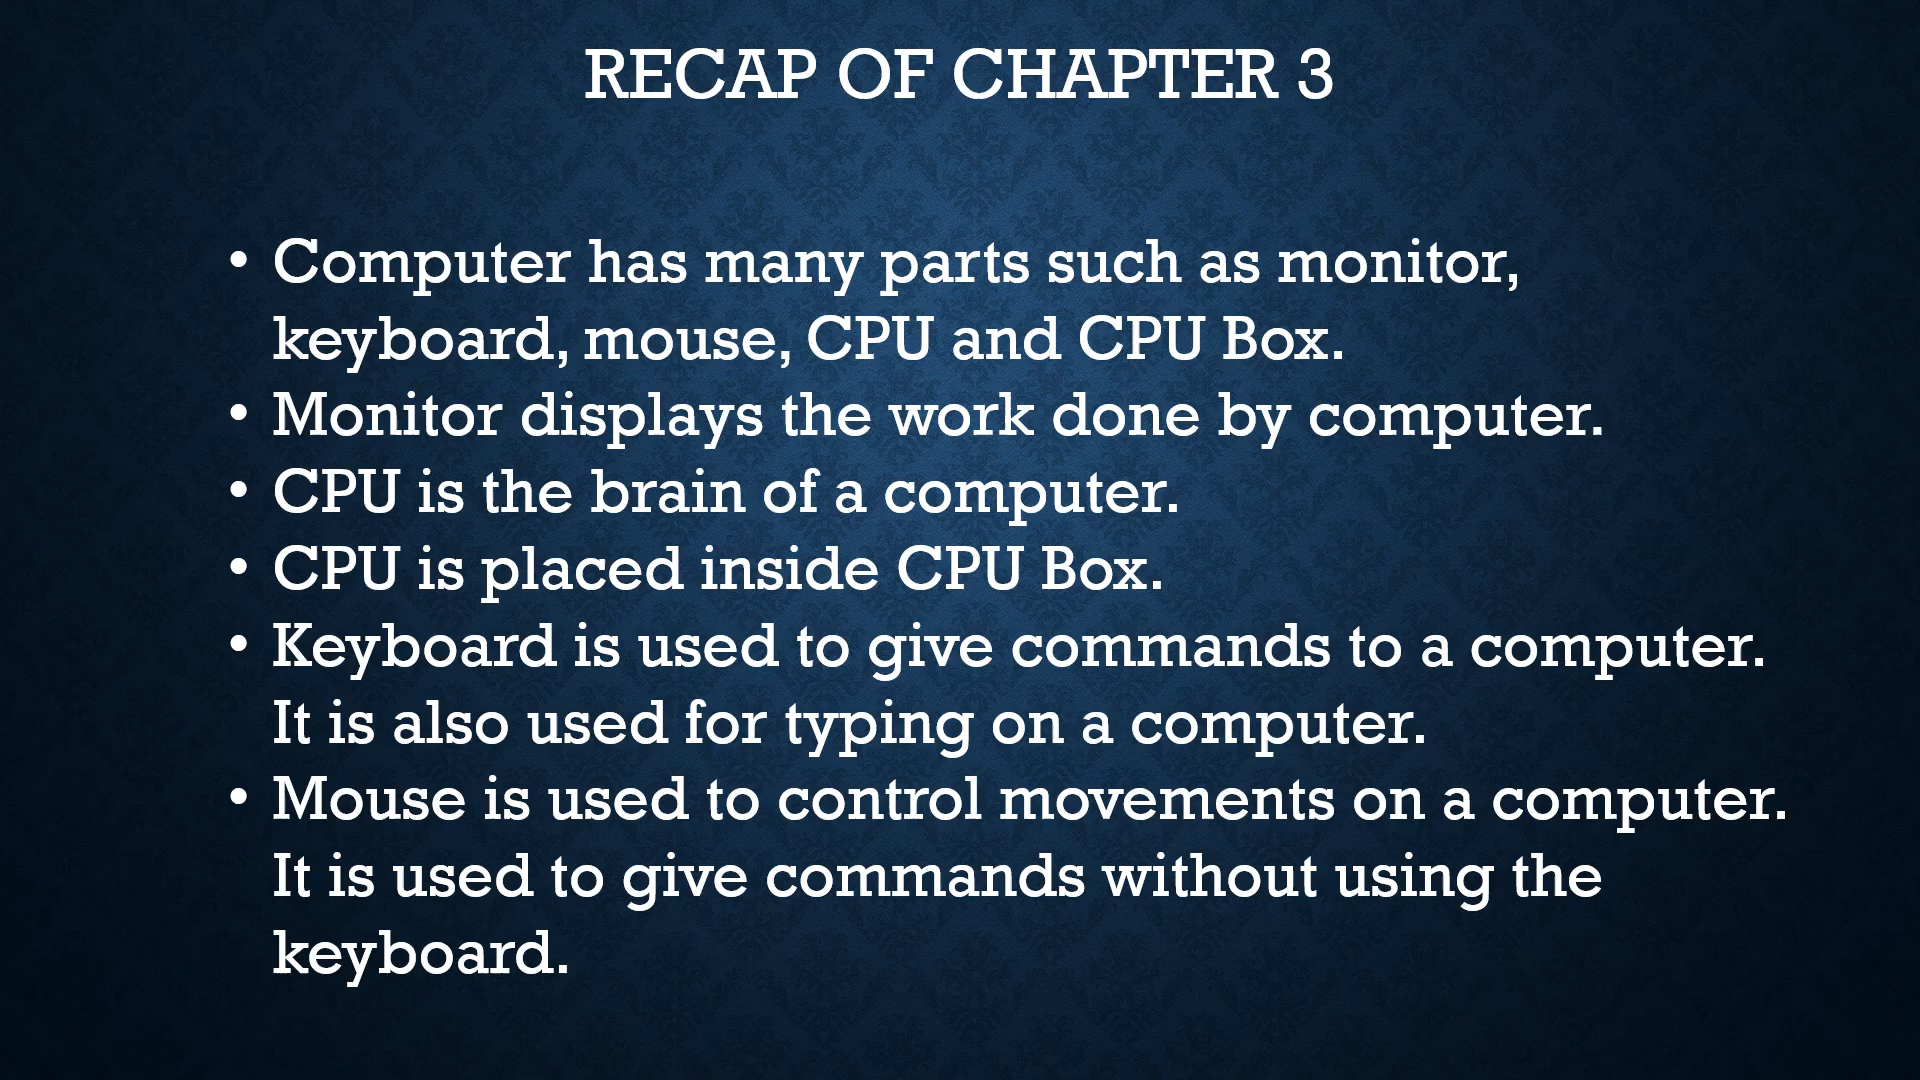 RECAP OF CHAPTER 3
• Computer has many parts such as monitor,
keyboard, mouse, CPU and CPU Box.
• Monitor displays the work done by computer.
• CPU is the brain of a computer.
• CPU is placed inside CPU Box.
• Keyboard is used to give commands to a computer.
It is also used for typing on a computer.
• Mouse is used to control movements on a computer.
It is used to give commands without using the
keyboard.